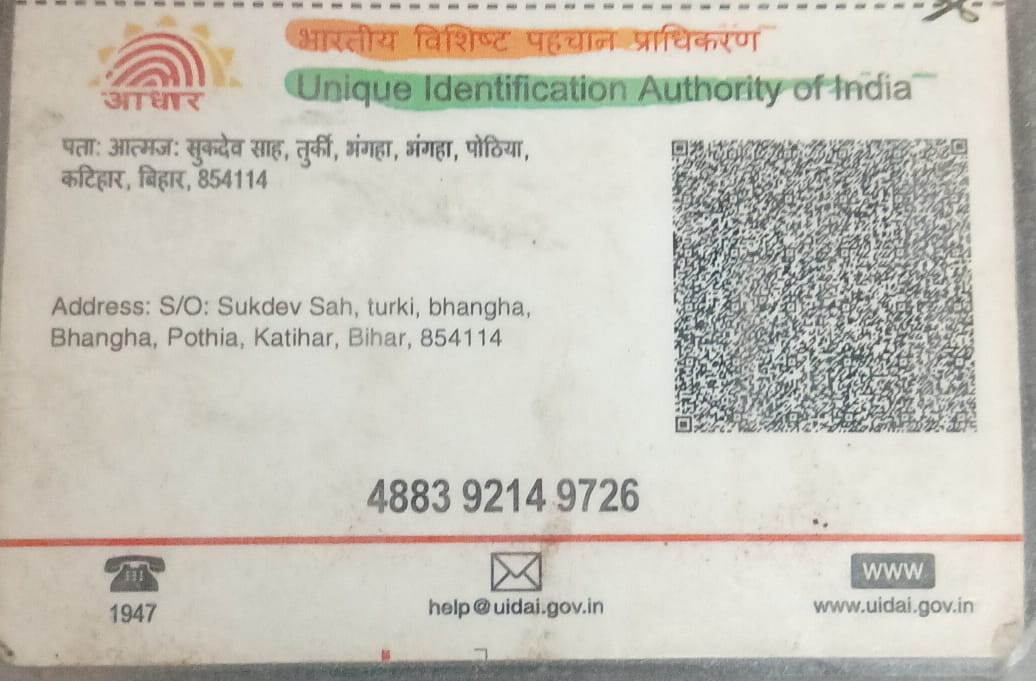 भारतीय विशिष्ट पहचान प्राधिकरण
आधार
Unique Identification Authority of India
पता: आत्मज: सुकदेव साह, तुर्की, भंगहा, भंगहा, पोठिया,
कटिहार, बिहार, 854114
Address: S/O: Sukdev Sah, turki, bhangha,
Bhangha, Pothia, Katihar, Bihar, 854114
4883 9214 9726
1947
help@uidai.gov.in
www
www.uidai.gov.in